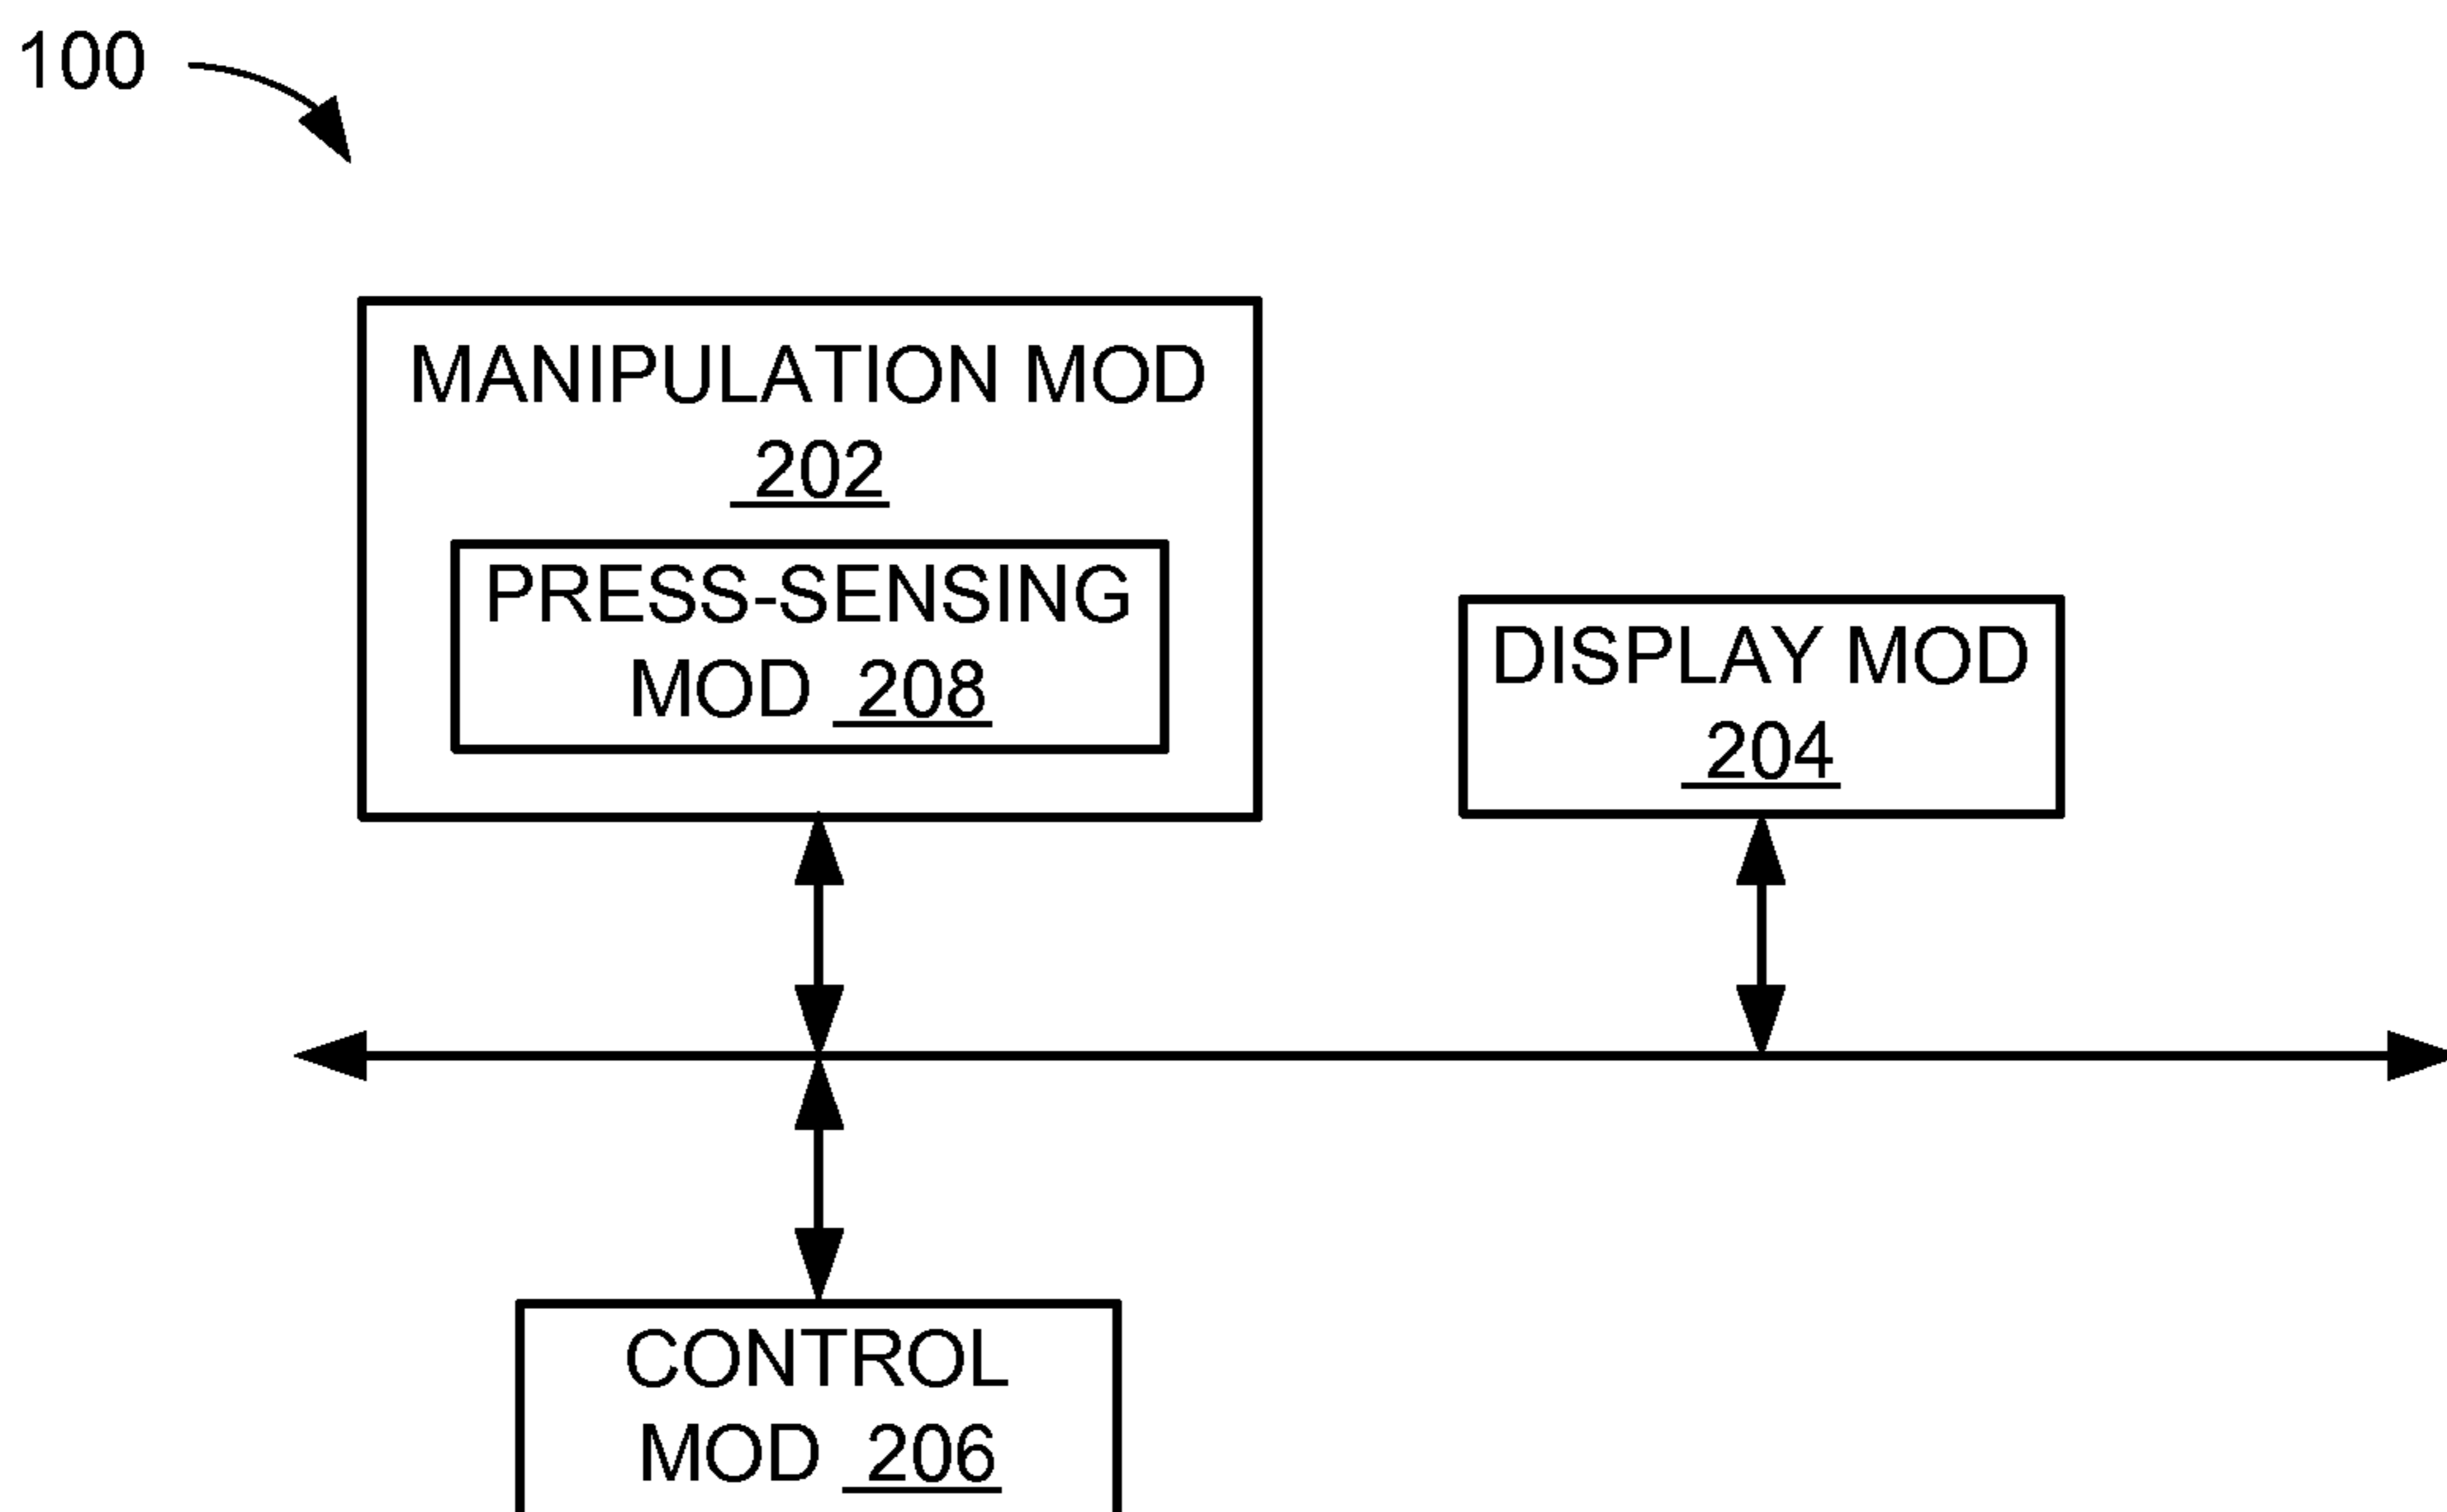 100
MANIPULATION MOD
202
PRESS-SENSING
MOD 208
DISPLAY MOD
204
CONTROL
MOD 206